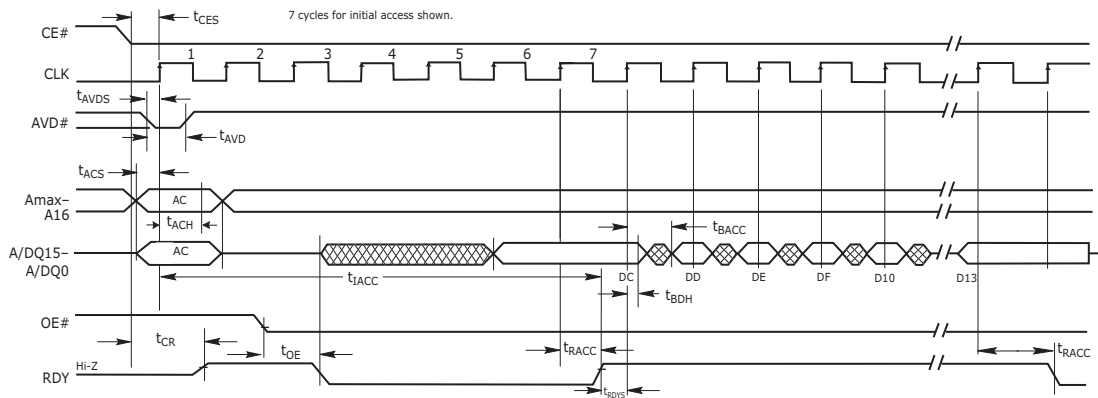 7 cycles for initial access shown.
tCES
CE#
1 2 3 4 5 6 7
CLK
tAVDS
AVD#
tAVD
tACS
Amax–
A16
AC
tACH
tBACC
A/DQ15–
A/DQ0
AC
tIACC
DC DD DE DF D10 D13
tBDH
OE#
tCR
tOE
tRACC
tRACC
Hi-Z
RDY
tRDYS